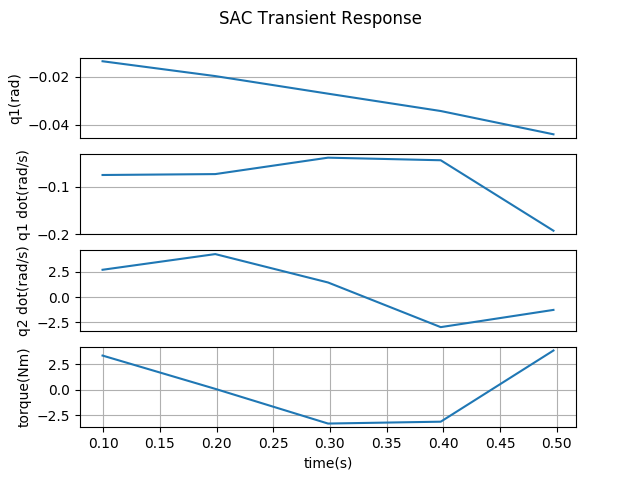 SAC Transient Response
q1(rad)
−0.02
−0.04
q1 dot(rad/s)
−0.1
−0.2
q2 dot(rad/s)
2.5
0.0
−2.5
torque(Nm)
2.5
0.0
−2.5
0.10 0.15 0.20 0.25 0.30 0.35 0.40 0.45 0.50
time(s)